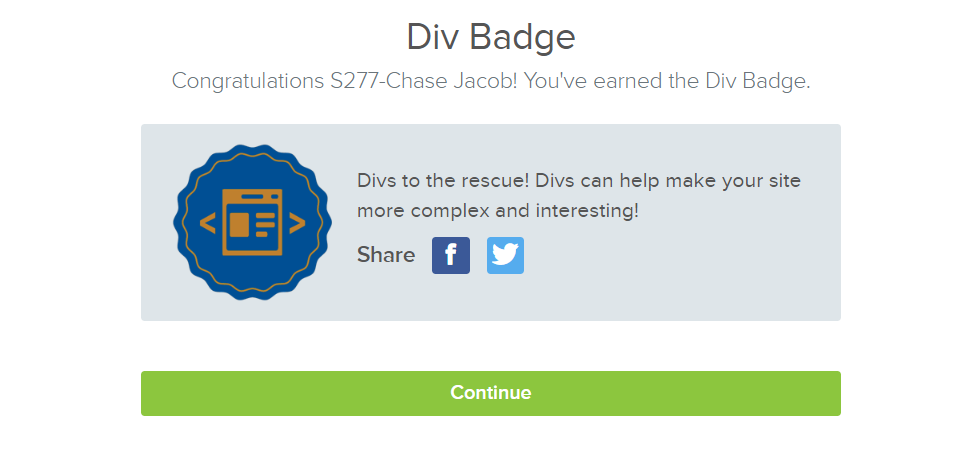 Div Badge
Congratulations S277-Chase Jacob! You've earned the Div Badge.
Divs to the rescue! Divs can help make your site
more complex and interesting!
Share
Continue